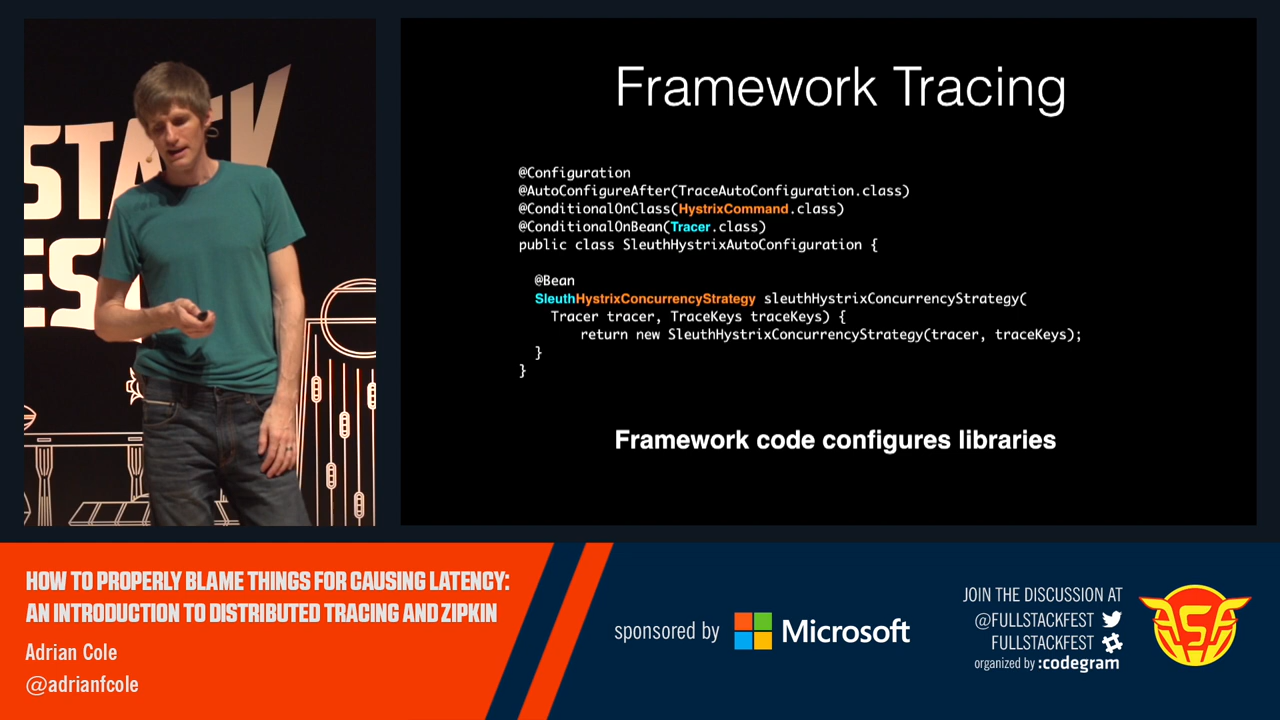 STACK
FEST
Framework Tracing
@Configuration
@AutoConfigureAfter(TraceAutoConfiguration.class)
@ConditionalOnClass(HystrixCommand.class)
@ConditionalOnBean(Tracer.class)
public class SleuthHystrixAutoConfiguration {
@Bean
SleuthHystrixConcurrencyStrategy sleuthHystrixConcurrencyStrategy(
Tracer tracer, TraceKeys traceKeys) {
return new SleuthHystrixConcurrencyStrategy(tracer, traceKeys);
}
}
Framework code configures libraries
HOW TO PROPERLY BLAME THINGS FOR CAUSING LATENCY:
AN INTRODUCTION TO DISTRIBUTED TRACING AND ZIPKIN
Adrian Cole
@adrianfcole
sponsored by Microsoft
JOIN THE DISCUSSION AT
@FULLSTACKFEST
FULLSTACKFEST
organized by :codegram
FSF